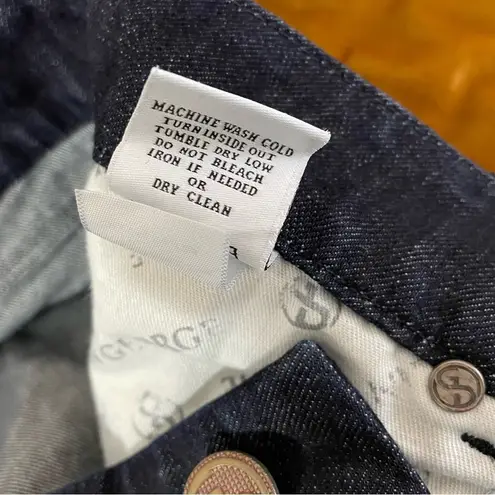 MACHINE WASH COLD
TURN INSIDE OUT
TUMBLE DRY LOW
DO NOT BLEACH
IRON IF NEEDED
OR
DRY CLEAN